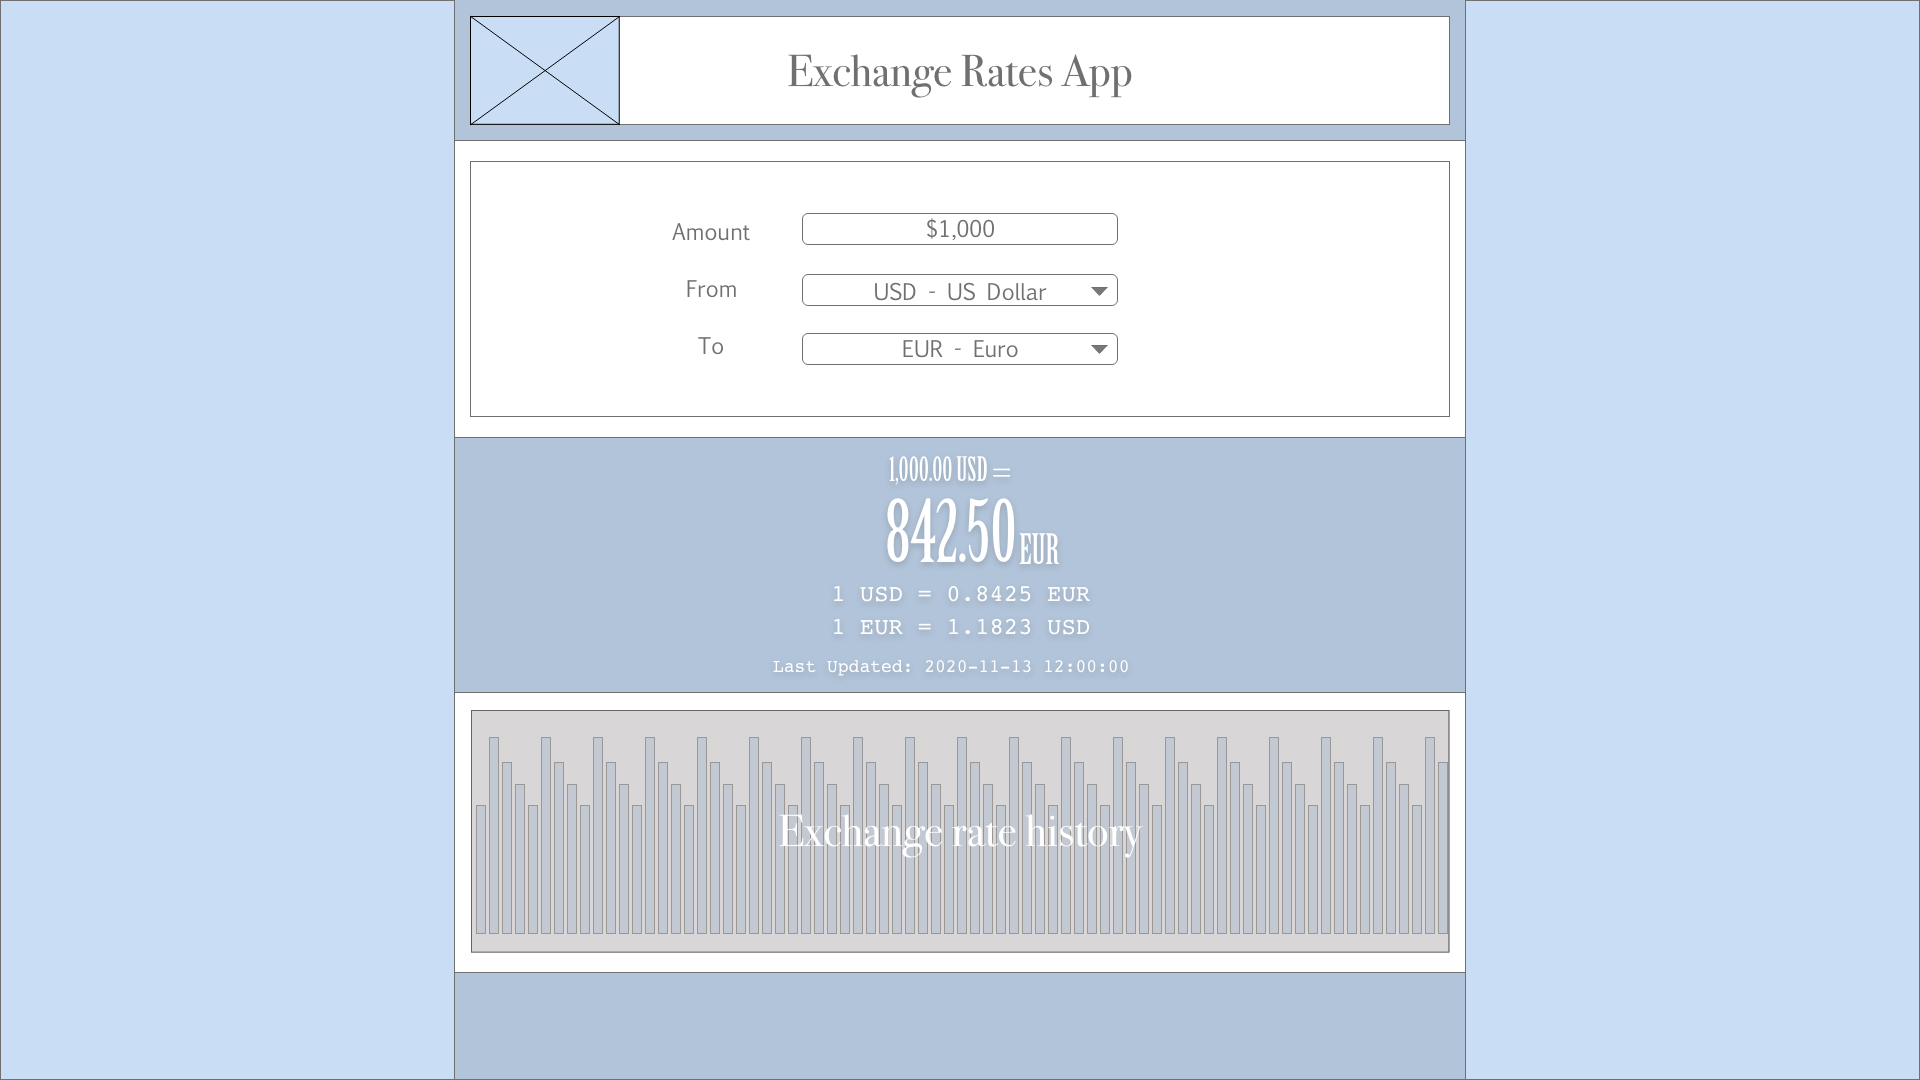 Exchange Rates App
Amount $1,000
From USD - US Dollar
To EUR - Euro
1,000.00 USD =
842.50 EUR
1 USD = 0.8425 EUR
1 EUR = 1.1823 USD
Last Updated: 2020-11-13 12:00:00
Exchange rate history